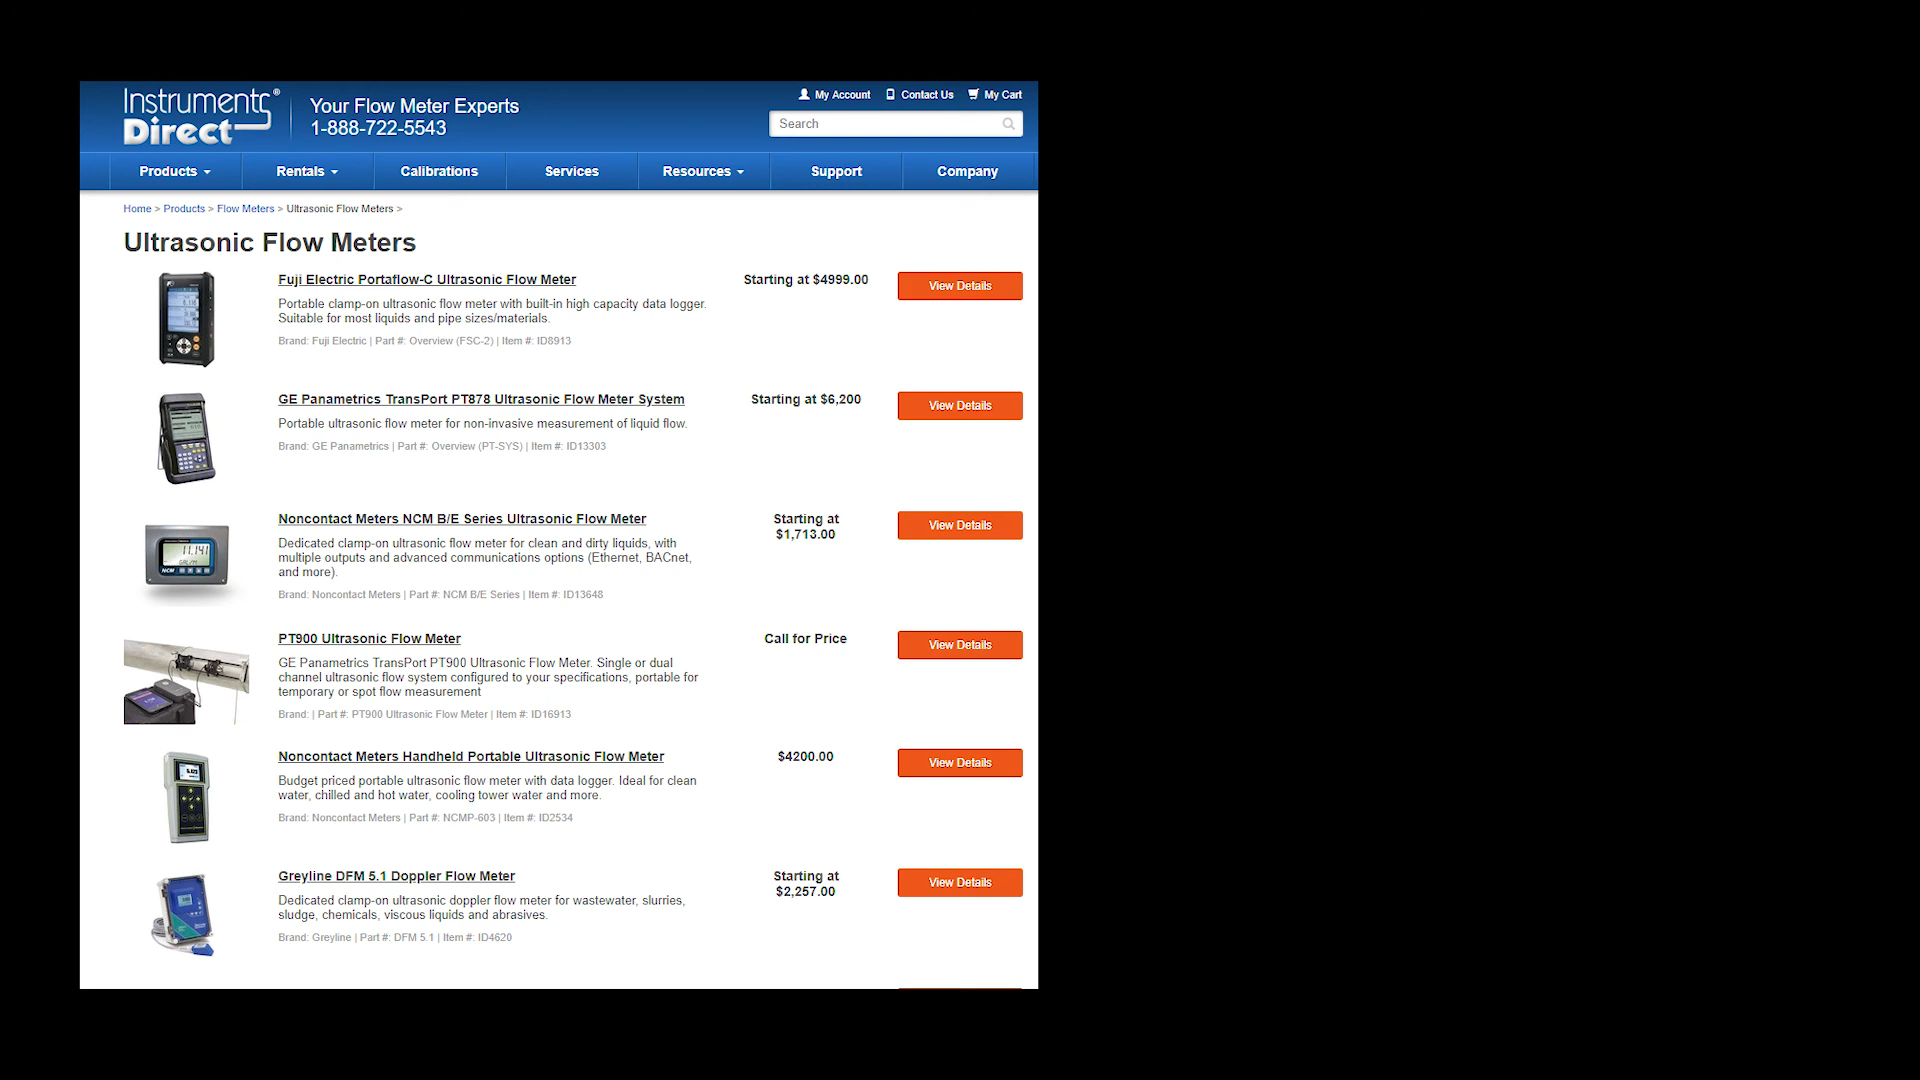 Instruments®
Direct
Your Flow Meter Experts
1-888-722-5543
My Account
Contact Us
My Cart
Search
Products
Rentals
Calibrations
Services
Resources
Support
Company
Home > Products > Flow Meters > Ultrasonic Flow Meters >
Ultrasonic Flow Meters
Fuji Electric Portaflow-C Ultrasonic Flow Meter
Portable clamp-on ultrasonic flow meter with built-in high capacity data logger.
Suitable for most liquids and pipe sizes/materials.
Brand: Fuji Electric | Part #: Overview (FSC-2) | Item #: ID8913
Starting at $4999.00
View Details
GE Panametrics TransPort PT878 Ultrasonic Flow Meter System
Portable ultrasonic flow meter for non-invasive measurement of liquid flow.
Brand: GE Panametrics | Part #: Overview (PT-SYS) | Item #: ID13303
Starting at $6,200
View Details
11.141
GAL/M
NCM
Noncontact Meters NCM B/E Series Ultrasonic Flow Meter
Dedicated clamp-on ultrasonic flow meter for clean and dirty liquids, with
multiple outputs and advanced communications options (Ethernet, BACnet,
and more).
Brand: Noncontact Meters | Part #: NCM B/E Series | Item #: ID13648
Starting at
$1,713.00
View Details
PT900 Ultrasonic Flow Meter
GE Panametrics TransPort PT900 Ultrasonic Flow Meter. Single or dual
channel ultrasonic flow system configured to your specifications, portable for
temporary or spot flow measurement
Brand: | Part #: PT900 Ultrasonic Flow Meter | Item #: ID16913
Call for Price
View Details
Noncontact Meters Handheld Portable Ultrasonic Flow Meter
Budget priced portable ultrasonic flow meter with data logger. Ideal for clean
water, chilled and hot water, cooling tower water and more.
Brand: Noncontact Meters | Part #: NCMP-603 | Item #: ID2534
$4200.00
View Details
Greyline DFM 5.1 Doppler Flow Meter
Dedicated clamp-on ultrasonic doppler flow meter for wastewater, slurries,
sludge, chemicals, viscous liquids and abrasives.
Brand: Greyline | Part #: DFM 5.1 | Item #: ID4620
Starting at
$2,257.00
View Details